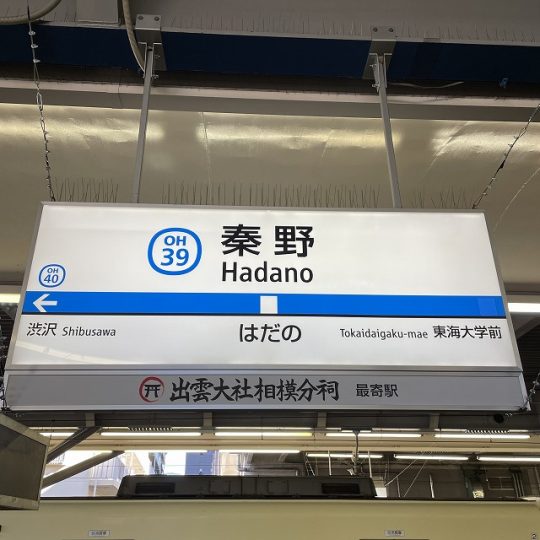 OH
39
秦野
Hadano
OH
40
渋沢 Shibusawa
はだの
Tokaidaigaku-mae 東海大学前
出雲大社相模分祠 最寄駅